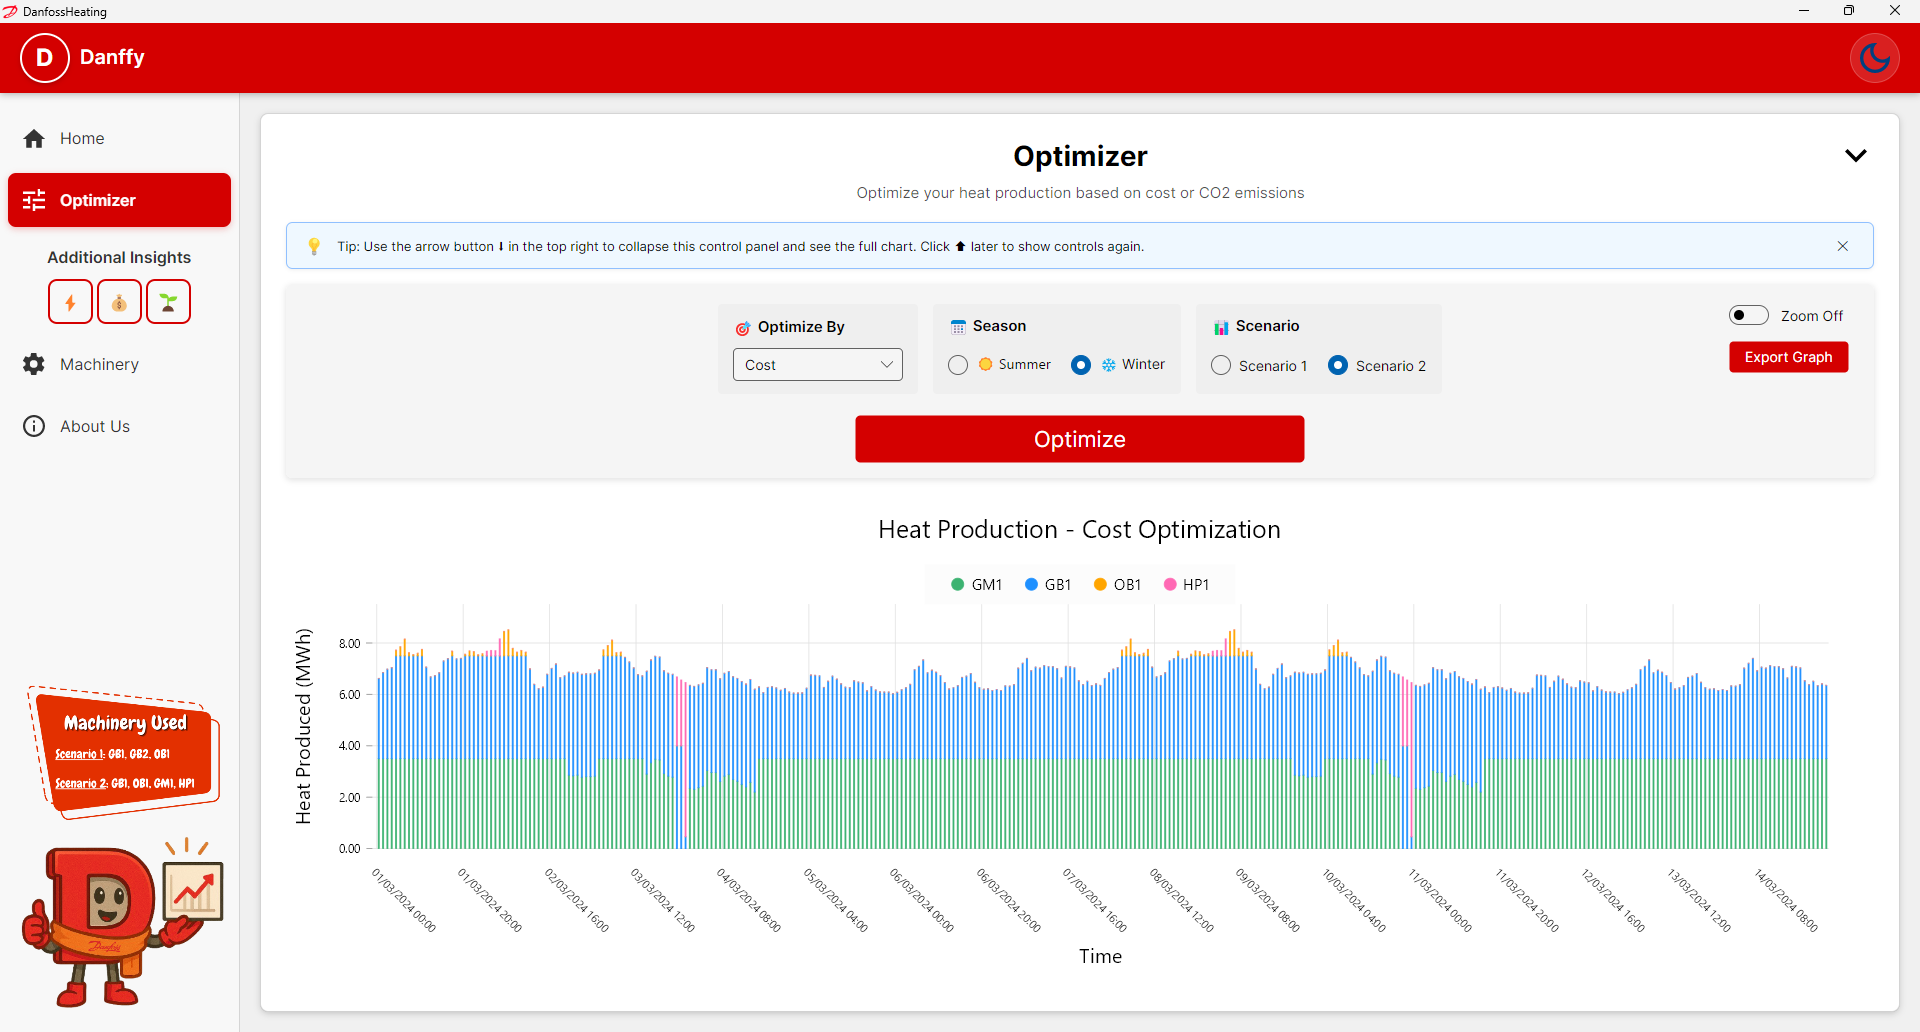 DanfossHeating
D Danffy
Home
Optimizer
Additional Insights
Machinery
About Us
Machinery Used
Scenario 1: GB1, GB2, OB1
Scenario 2: GB1, OB1, GM1, HP1
Danfoss
Optimizer
Optimize your heat production based on cost or CO2 emissions
Tip: Use the arrow button ⬇ in the top right to collapse this control panel and see the full chart. Click ⬆ later to show controls again.
Optimize By
Cost
Season
Summer Winter
Scenario
Scenario 1 Scenario 2
Zoom Off
Export Graph
Optimize
Heat Production - Cost Optimization
GM1 GB1 OB1 HP1
Heat Produced (MWh)
8.00
6.00
4.00
2.00
0.00
01/03/2024 00:00
01/03/2024 20:00
02/03/2024 16:00
03/03/2024 12:00
04/03/2024 08:00
05/03/2024 04:00
06/03/2024 00:00
06/03/2024 20:00
07/03/2024 16:00
08/03/2024 12:00
09/03/2024 08:00
10/03/2024 04:00
11/03/2024 00:00
11/03/2024 20:00
12/03/2024 16:00
13/03/2024 12:00
14/03/2024 08:00
Time